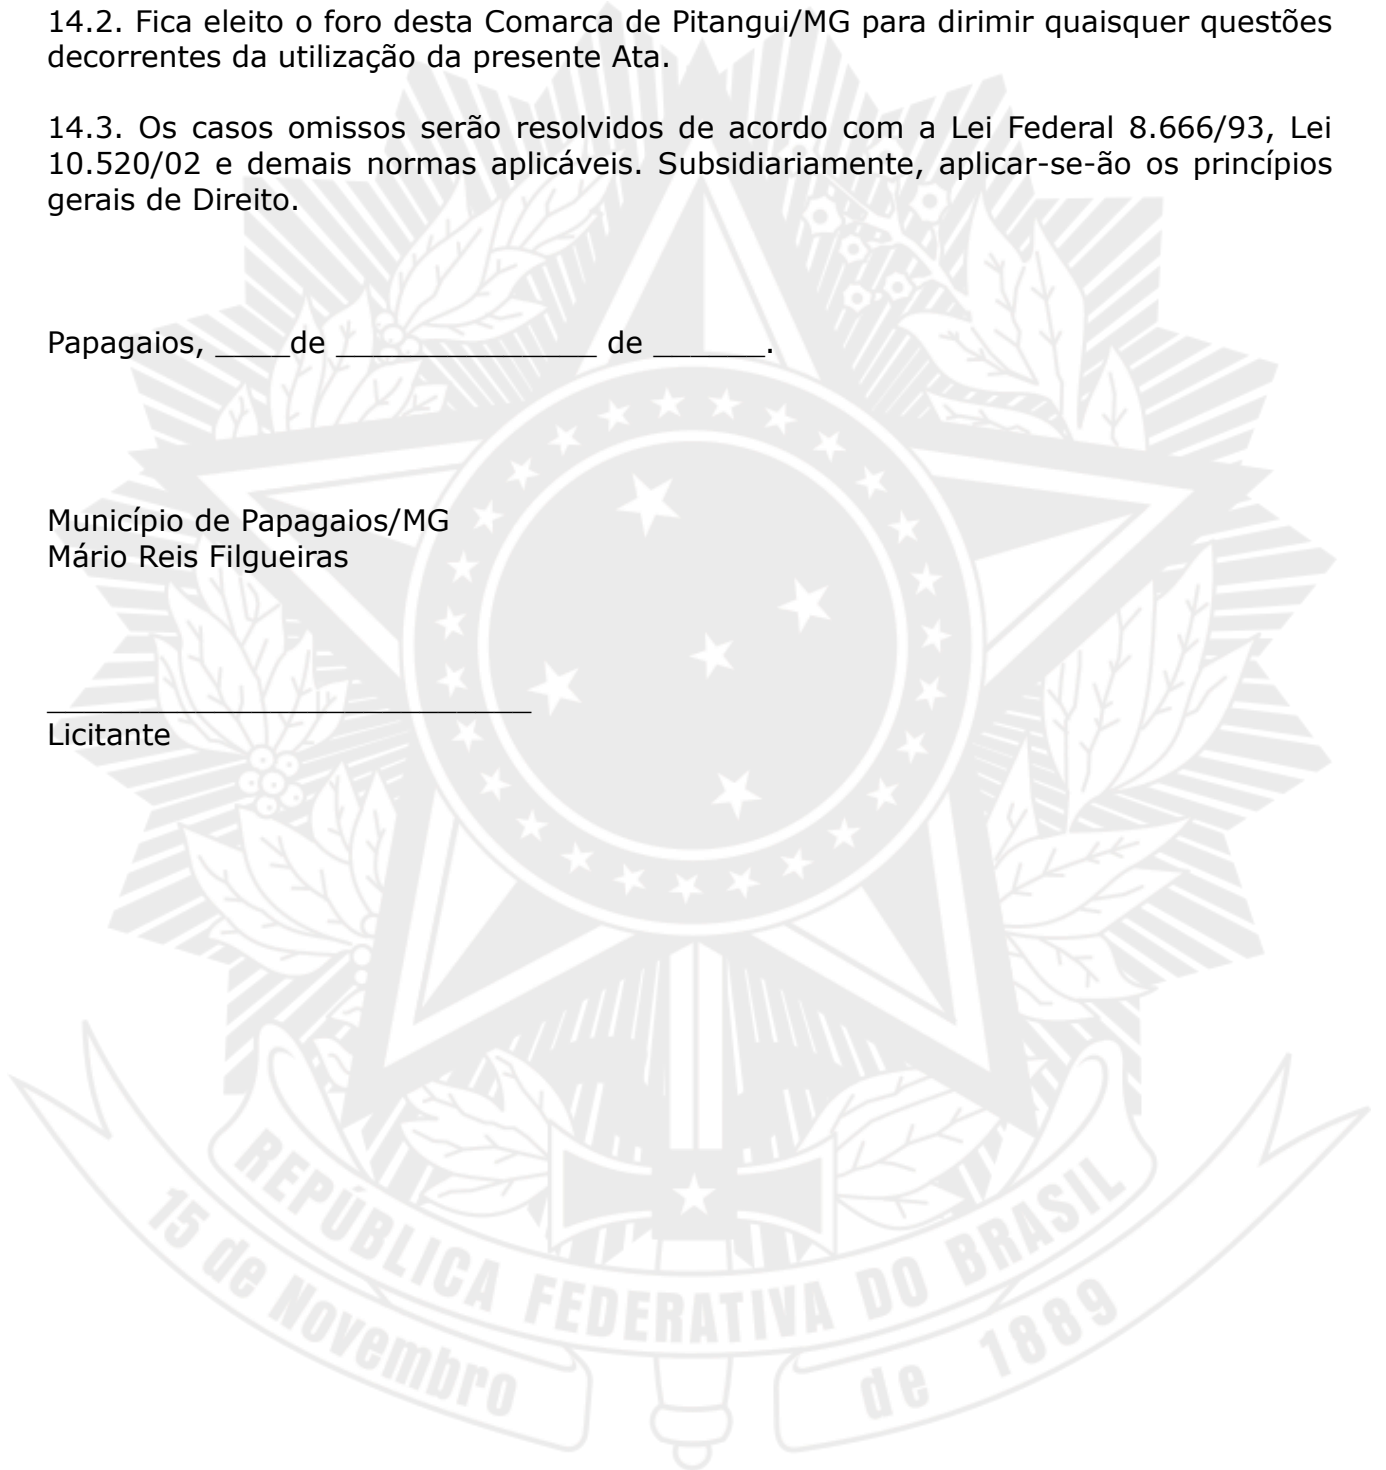 14.2. Fica eleito o foro desta Comarca de Pitangui/MG para dirimir quaisquer questões
decorrentes da utilização da presente Ata.
14.3. Os casos omissos serão resolvidos de acordo com a Lei Federal 8.666/93, Lei
10.520/02 e demais normas aplicáveis. Subsidiariamente, aplicar-se-ão os princípios
gerais de Direito.
Papagaios, ____de ______________ de ______.
Município de Papagaios/MG
Mário Reis Filgueiras
__________________________
Licitante
REPÚBLICA FEDERATIVA DO BRASIL
15 de Novembro de 1889